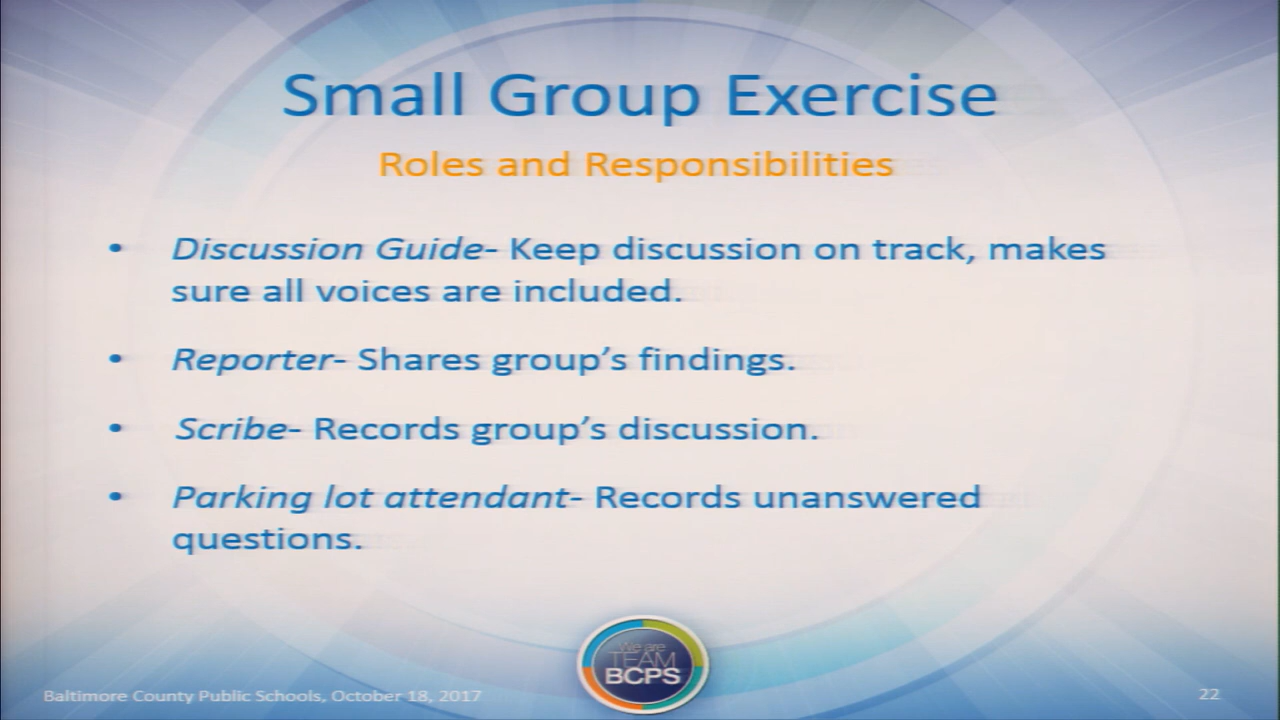 Small Group Exercise
Roles and Responsibilities
• Discussion Guide- Keep discussion on track, makes
sure all voices are included.
• Reporter- Shares group’s findings.
• Scribe- Records group’s discussion.
• Parking lot attendant- Records unanswered
questions.
We are
TEAM
BCPS
Baltimore County Public Schools, October 18, 2017
22